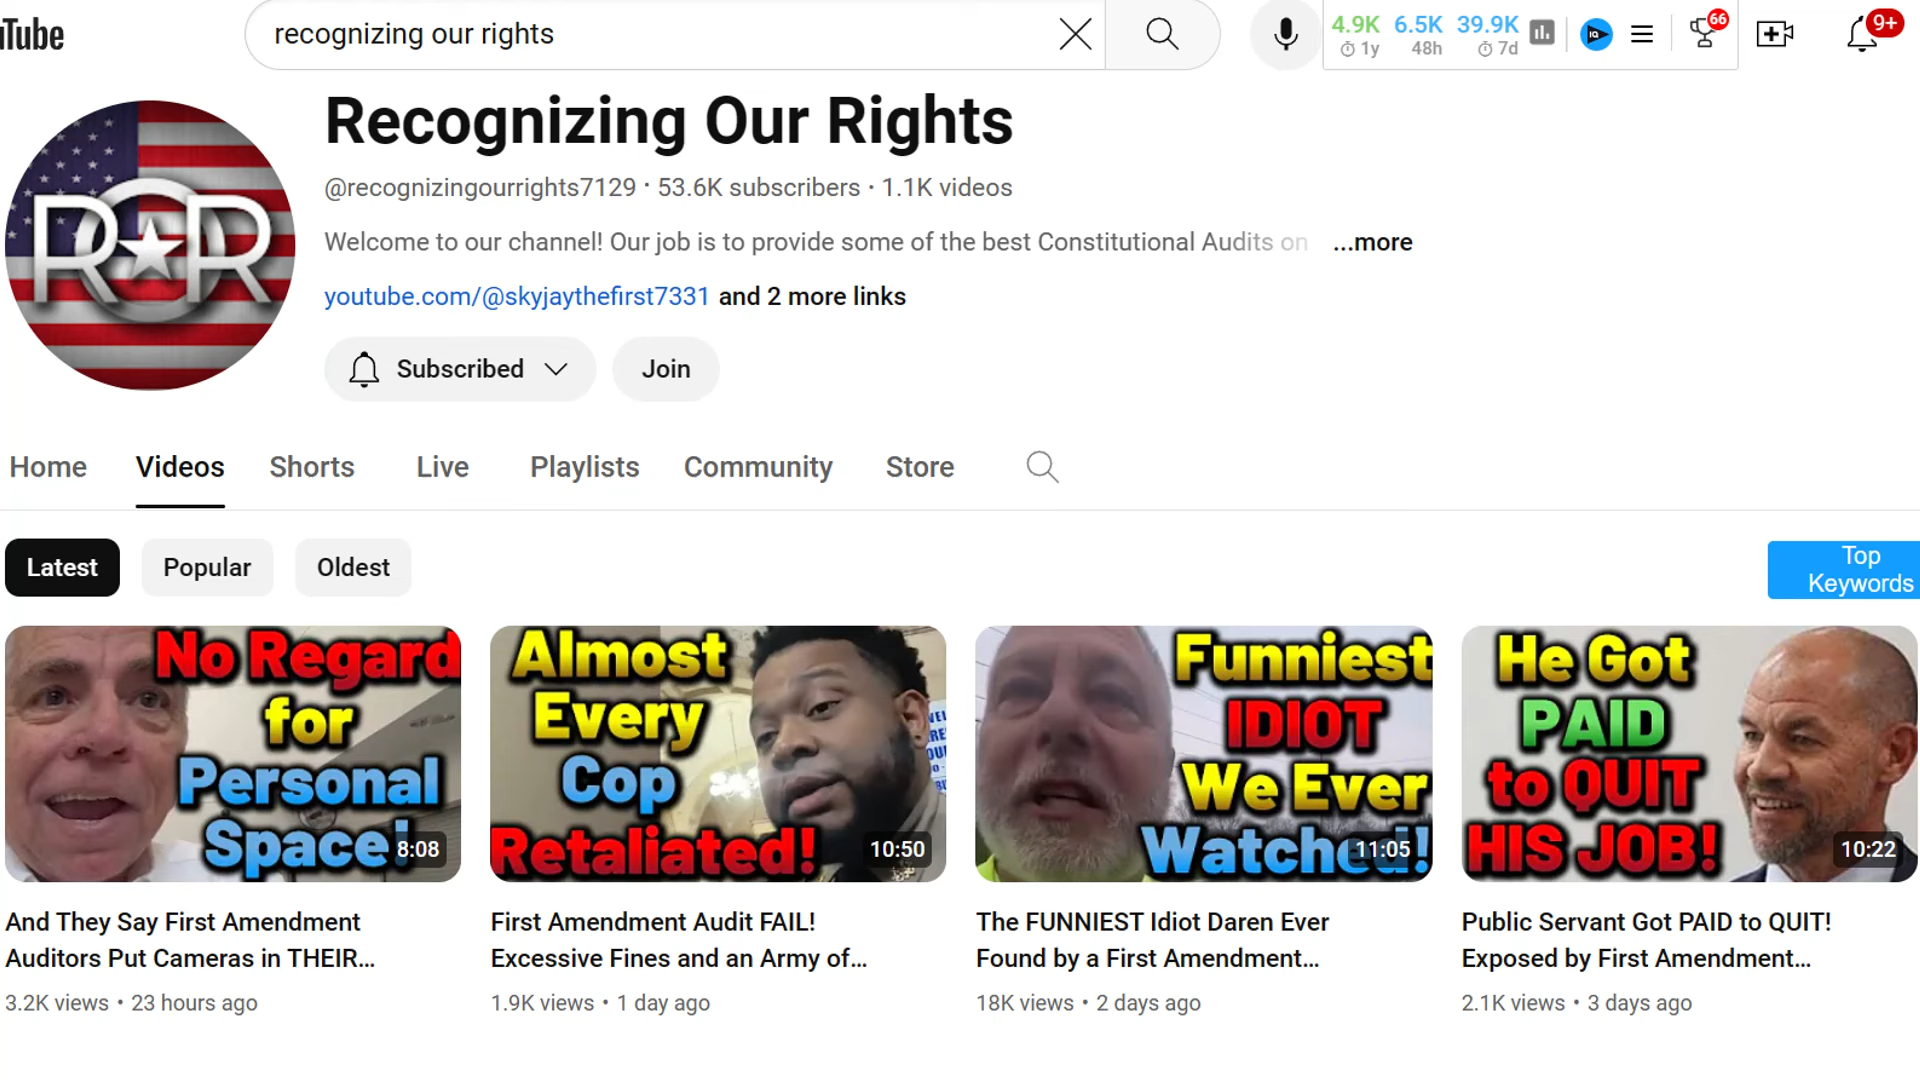 uTube
recognizing our rights
4.9K 6.5K 39.9K
1y 48h 7d
IQ
66
9+
ROR
Recognizing Our Rights
@recognizingourrights7129 · 53.6K subscribers · 1.1K videos
Welcome to our channel! Our job is to provide some of the best Constitutional Audits on ...more
youtube.com/@skyjaythefirst7331 and 2 more links
Subscribed
Join
Home Videos Shorts Live Playlists Community Store
Latest Popular Oldest
Top
Keywords
No Regard
for
Personal
Space!
8:08
Almost
Every
Cop
Retaliated!
10:50
Funniest
IDIOT
We Ever
Watched!
11:05
He Got
PAID
to QUIT
HIS JOB!
10:22
And They Say First Amendment
Auditors Put Cameras in THEIR...
3.2K views • 23 hours ago
First Amendment Audit FAIL!
Excessive Fines and an Army of...
1.9K views • 1 day ago
The FUNNIEST Idiot Daren Ever
Found by a First Amendment...
18K views • 2 days ago
Public Servant Got PAID to QUIT!
Exposed by First Amendment...
2.1K views • 3 days ago